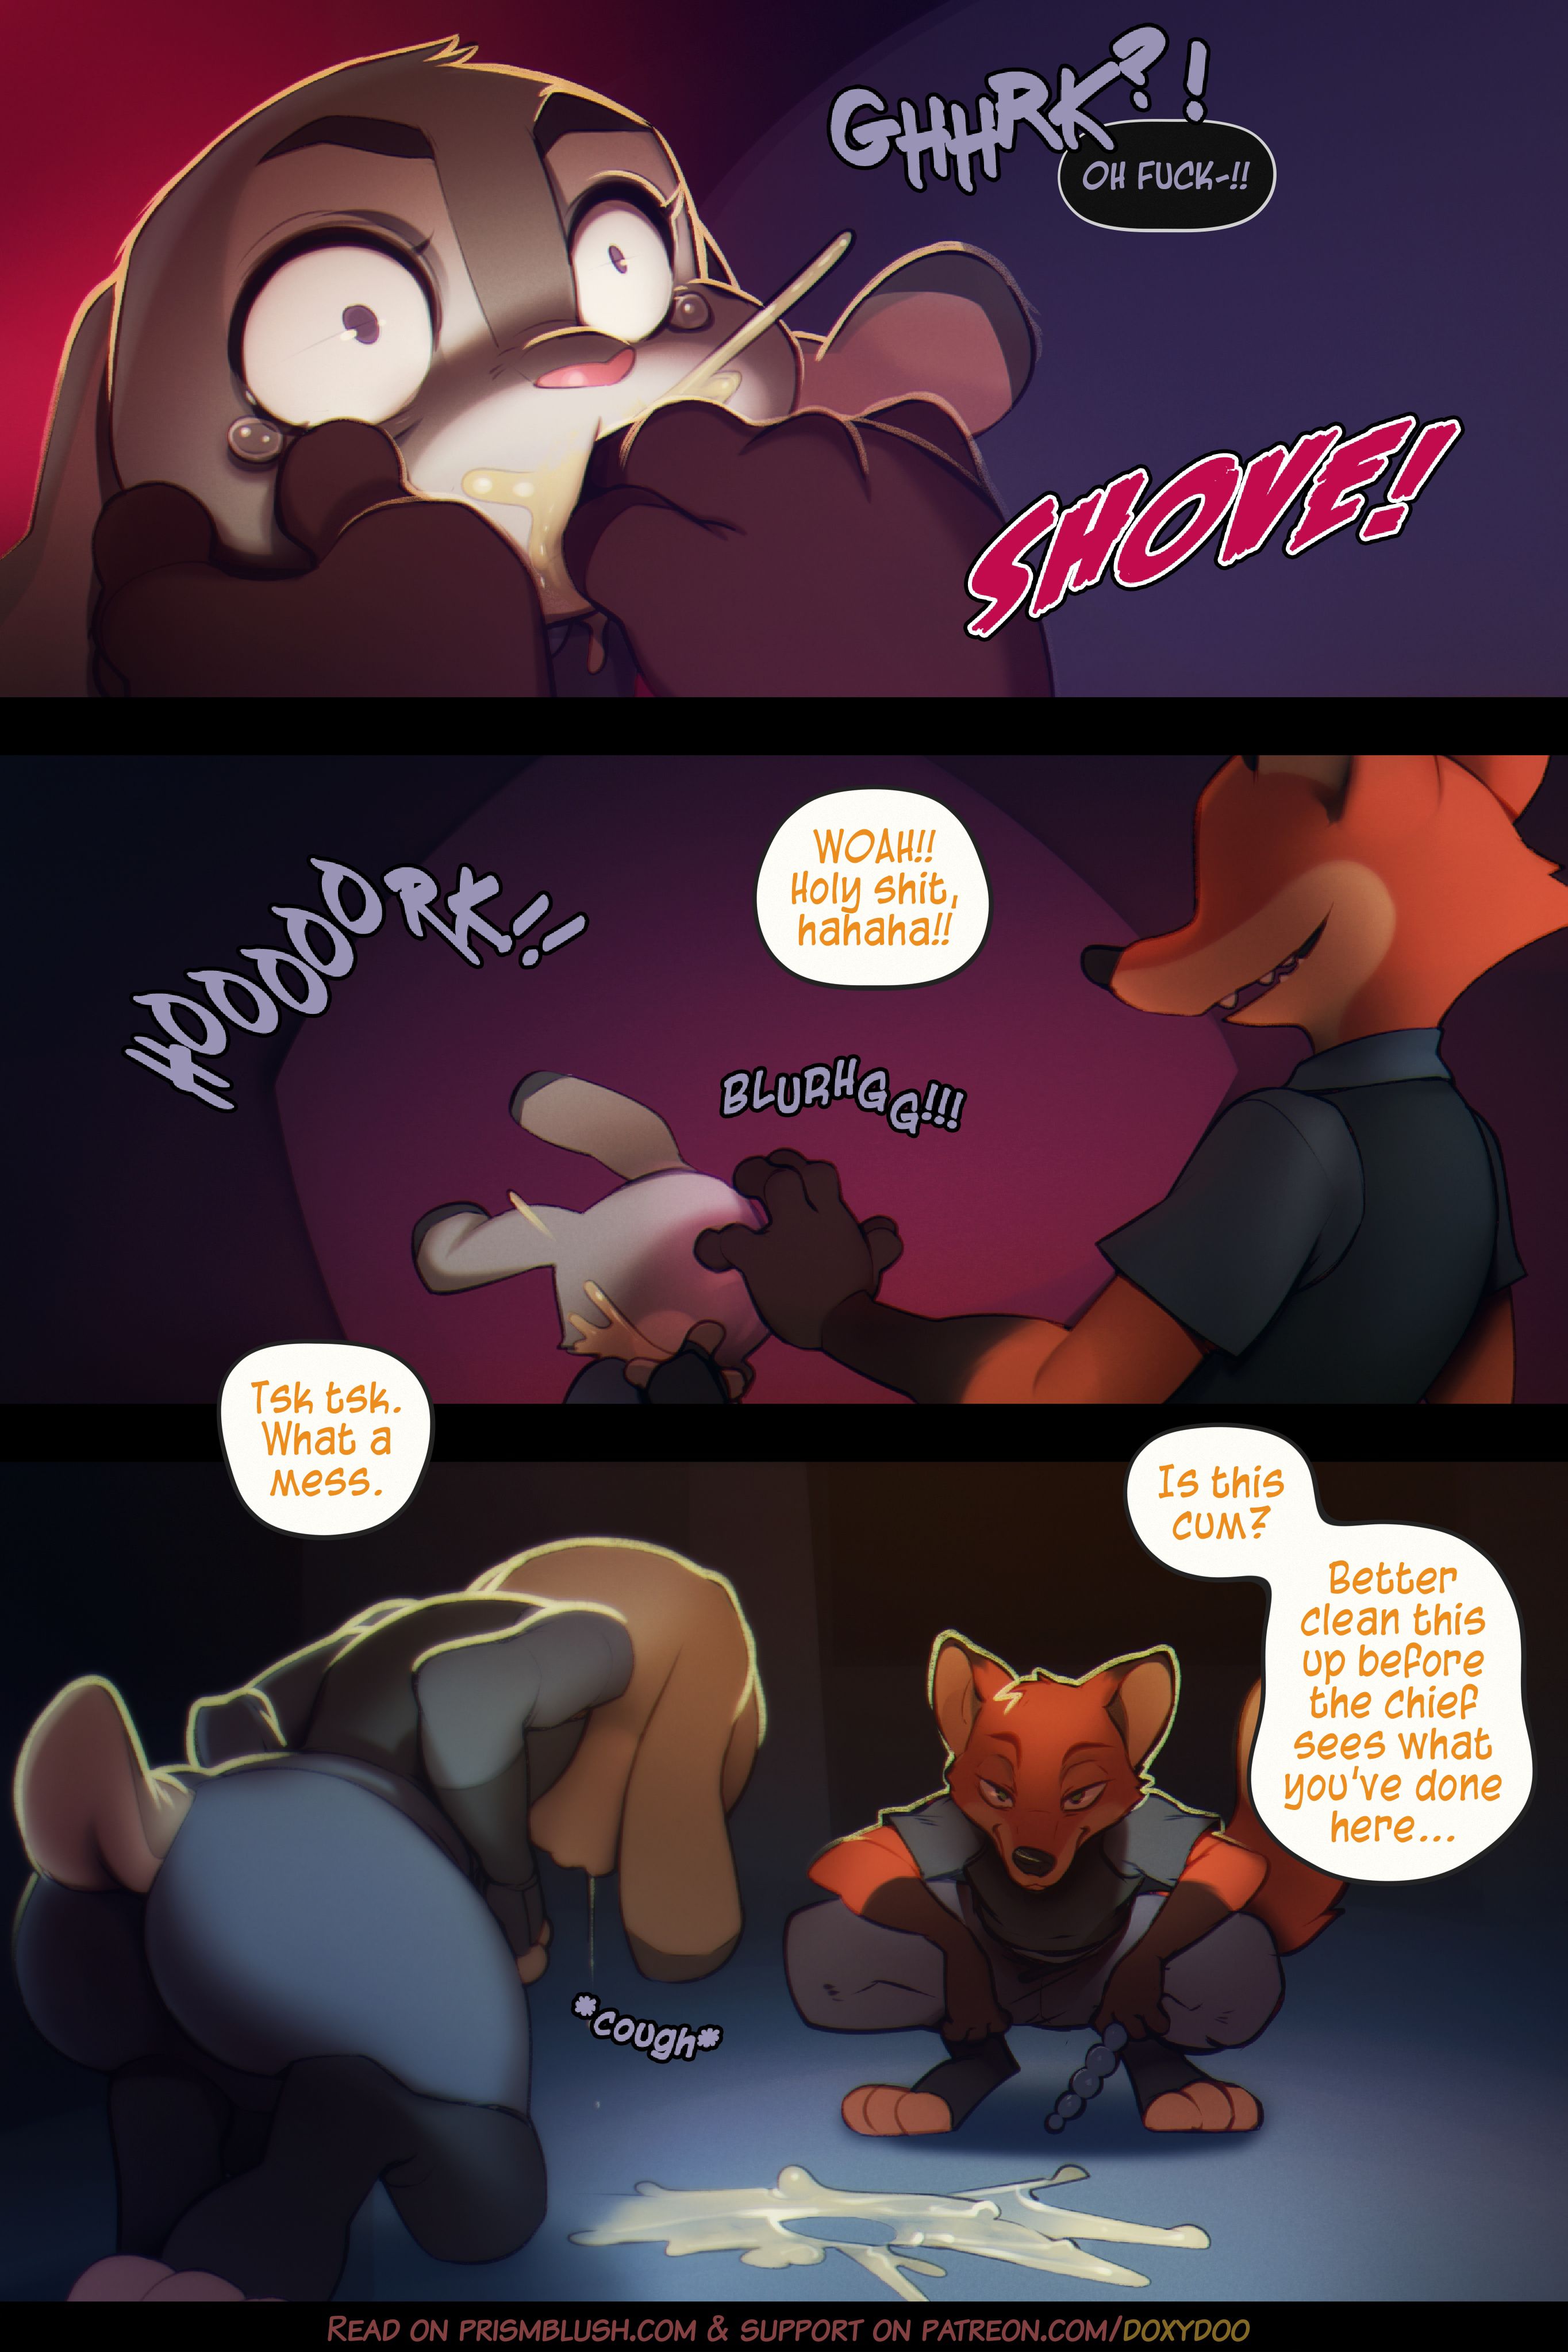 GHHRK?!
OH FUCK-!!
SHOVE!
HOOOOORK!!
WOAH!!
Holy shit,
hahaha!!
BLURHGG!!!
Tsk tsk.
What a
mess.
Is this
cum?
Better
clean this
up before
the chief
sees what
you've done
here...
*cough*
READ ON PRISMBLUSH.COM & SUPPORT ON PATREON.COM/DOXYDOO